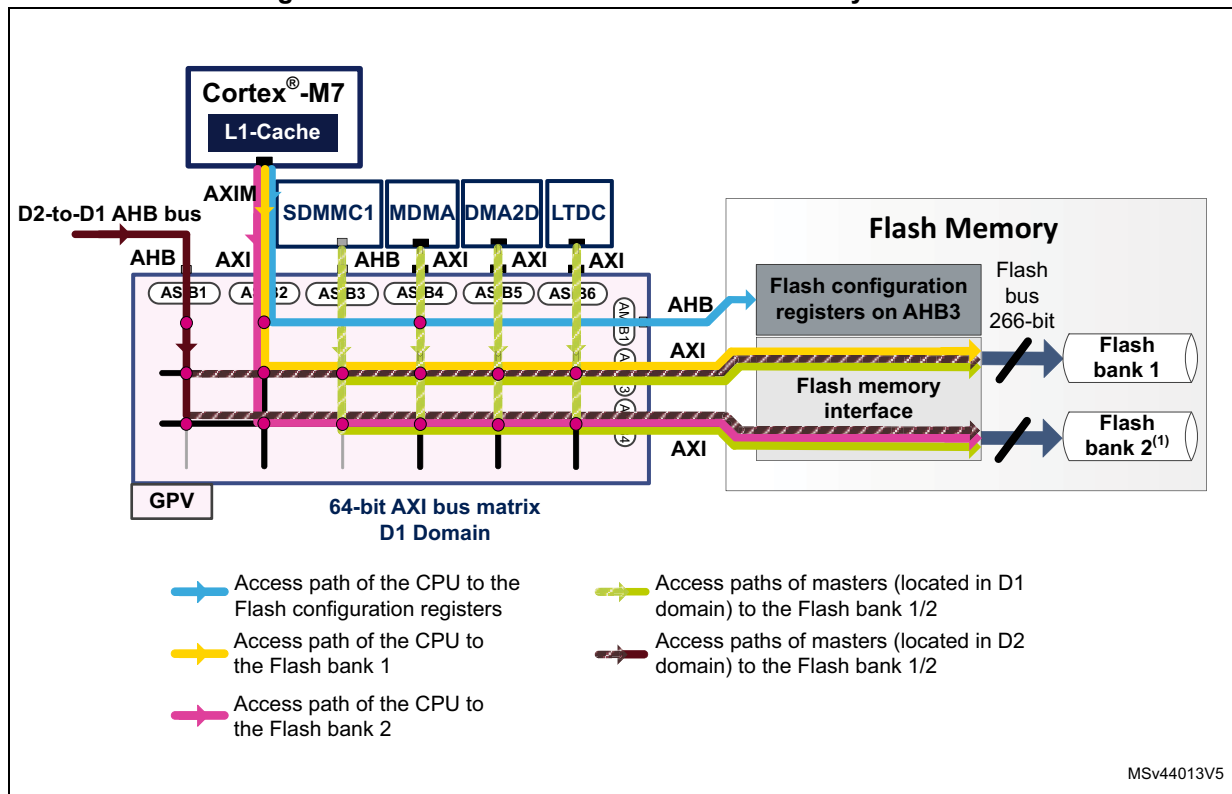 Cortex®-M7
L1-Cache
AXIM
D2-to-D1 AHB bus
SDMMC1
MDMA
DMA2D
LTDC
Flash Memory
AHB
AXI
AHB
AXI
AXI
AXI
Flash configuration
registers on AHB3
Flash
bus
266-bit
AHB
AXI
Flash
bank 1
Flash memory
interface
Flash
bank 2(1)
AXI
GPV
64-bit AXI bus matrix
D1 Domain
Access path of the CPU to the
Flash configuration registers
Access path of the CPU to
the Flash bank 1
Access path of the CPU to
the Flash bank 2
Access paths of masters (located in D1
domain) to the Flash bank 1/2
Access paths of masters (located in D2
domain) to the Flash bank 1/2
MSv44013V5